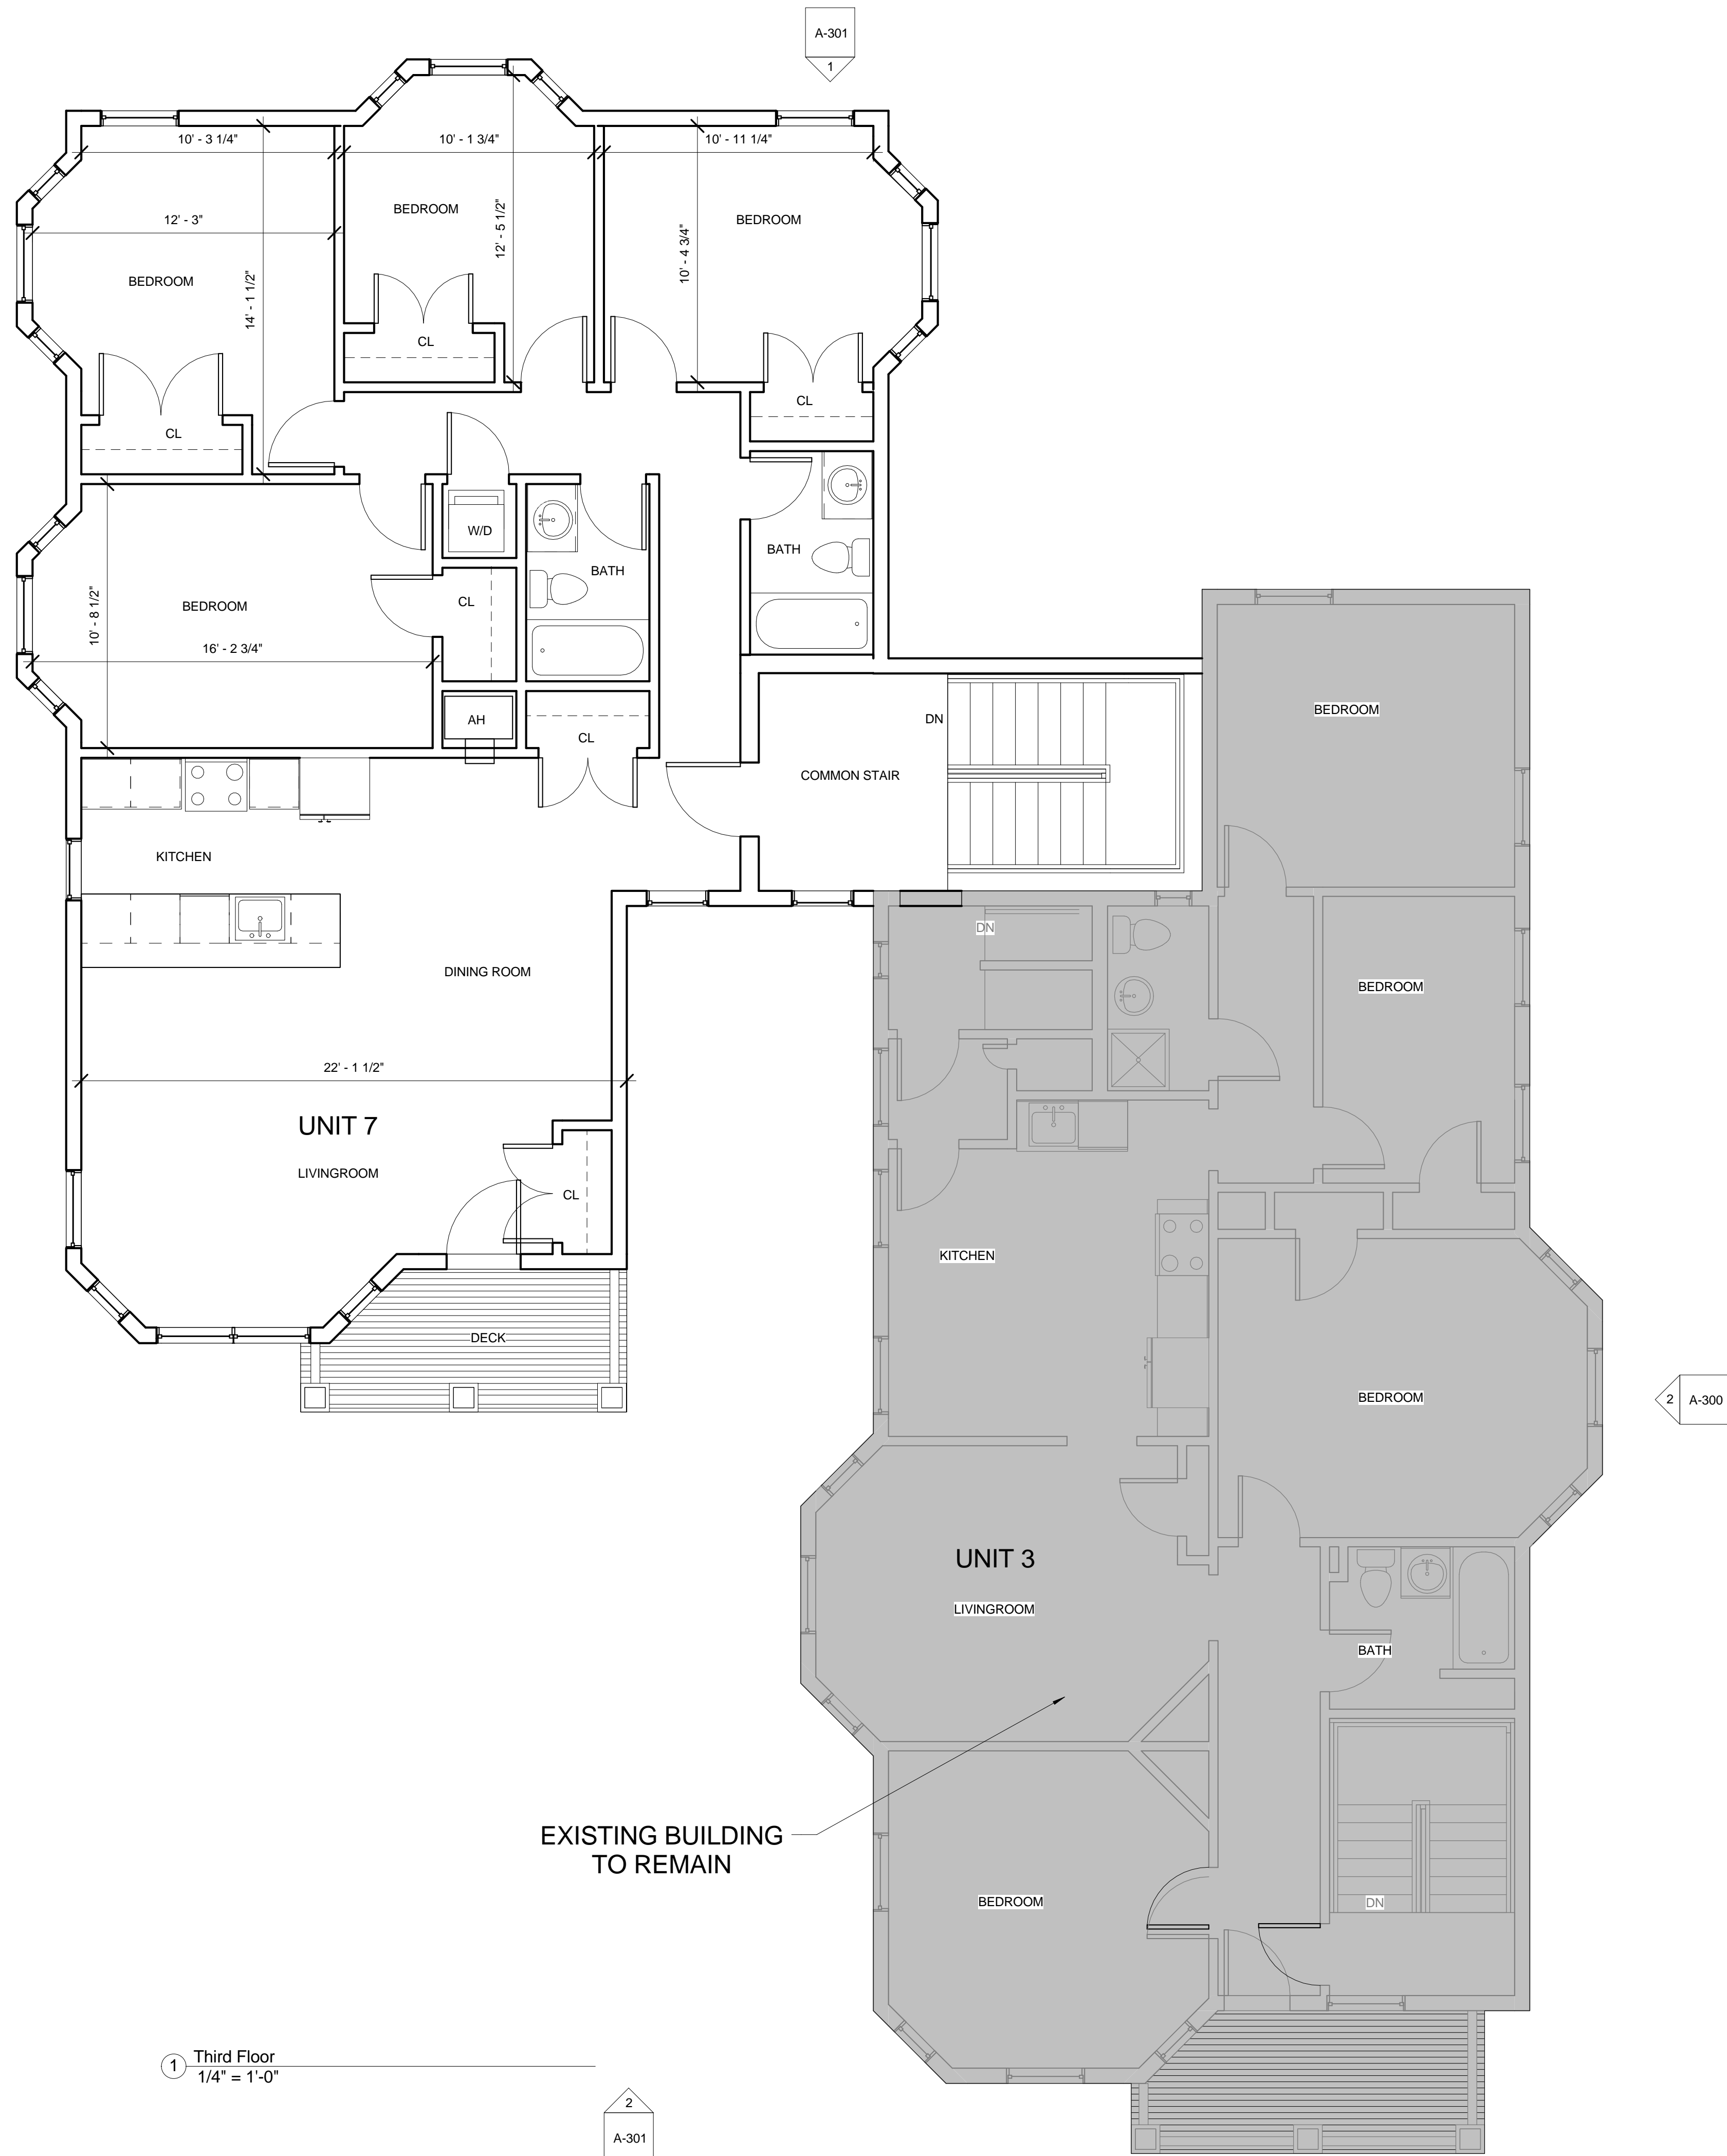 A-301
1
10' - 3 1/4"
10' - 1 3/4"
10' - 11 1/4"
BEDROOM
12' - 3"
12' - 5 1/2"
BEDROOM
10' - 4 3/4"
BEDROOM
14' - 1 1/2"
CL
CL
CL
W/D
BATH
BATH
10' - 8 1/2"
BEDROOM
CL
16' - 2 3/4"
AH
CL
DN
BEDROOM
COMMON STAIR
KITCHEN
DINING ROOM
DN
BEDROOM
22' - 1 1/2"
UNIT 7
LIVINGROOM
CL
KITCHEN
DECK
BEDROOM
2
A-300
UNIT 3
LIVINGROOM
BATH
EXISTING BUILDING
TO REMAIN
BEDROOM
DN
1
Third Floor
1/4" = 1'-0"
2
A-301